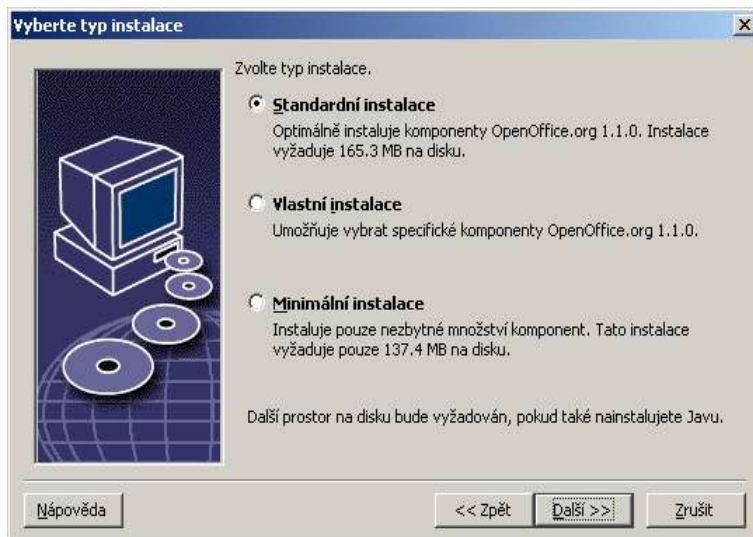 Vyberte typ instalace
Zvolte typ instalace.
Standardní instalace
Optimálně instaluje komponenty OpenOffice.org 1.1.0. Instalace
vyžaduje 165.3 MB na disku.
Vlastní instalace
Umožňuje vybrat specifické komponenty OpenOffice.org 1.1.0.
Minimální instalace
Instaluje pouze nezbytné množství komponent. Tato instalace
vyžaduje pouze 137.4 MB na disku.
Další prostor na disku bude vyžadován, pokud také nainstalujete Javu.
Nápověda
<< Zpět
Další >>
Zrušit